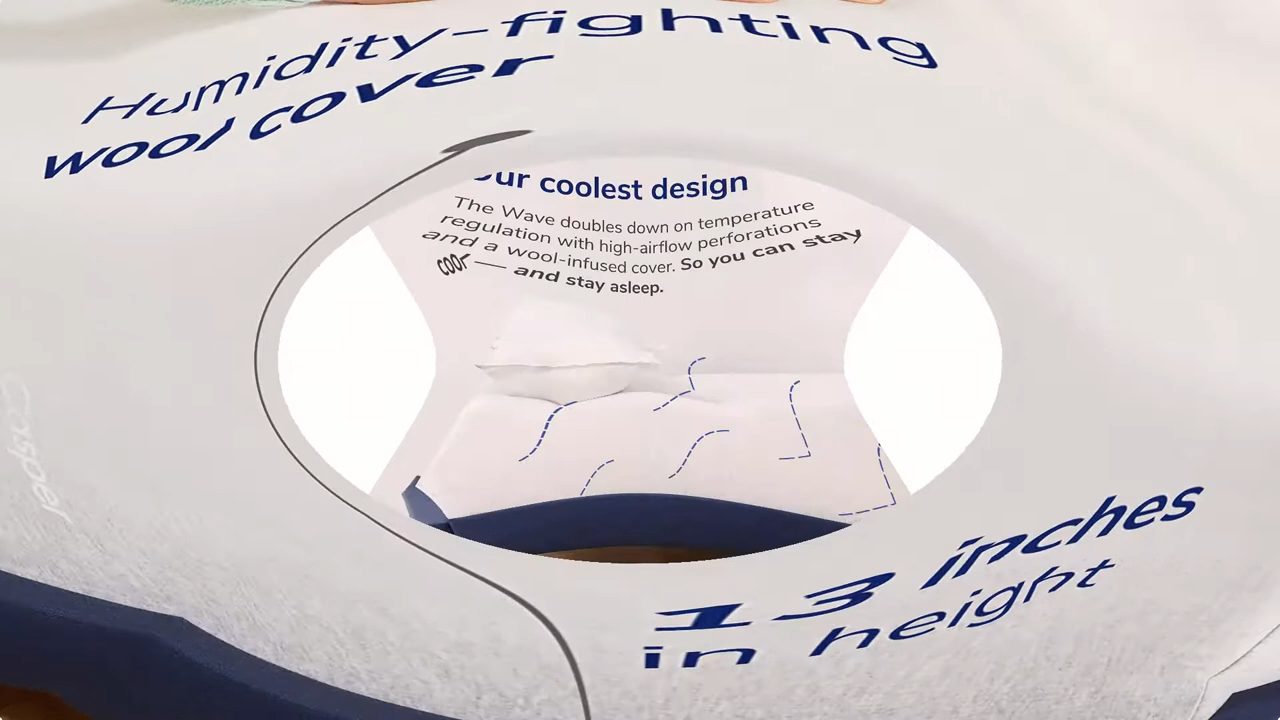 Humidity-fighting
wool cover
our coolest design
The Wave doubles down on temperature
regulation with high-airflow perforations
and a wool-infused cover. So you can stay
cool — and stay asleep.
Casper
13 inches
in height